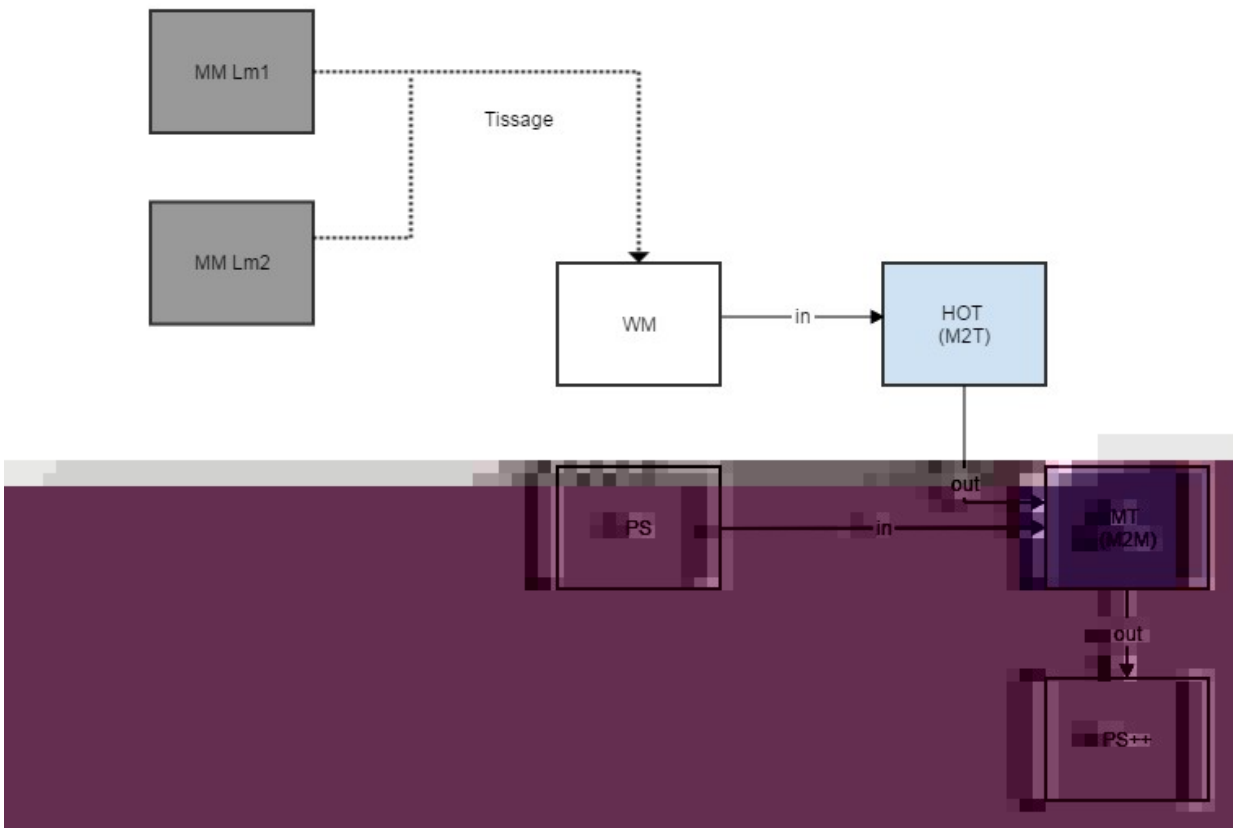 MM Lm1
Tissage
MM Lm2
WM
in
HOT
(M2T)
out
PS
in
MT
(M2M)
out
PS++